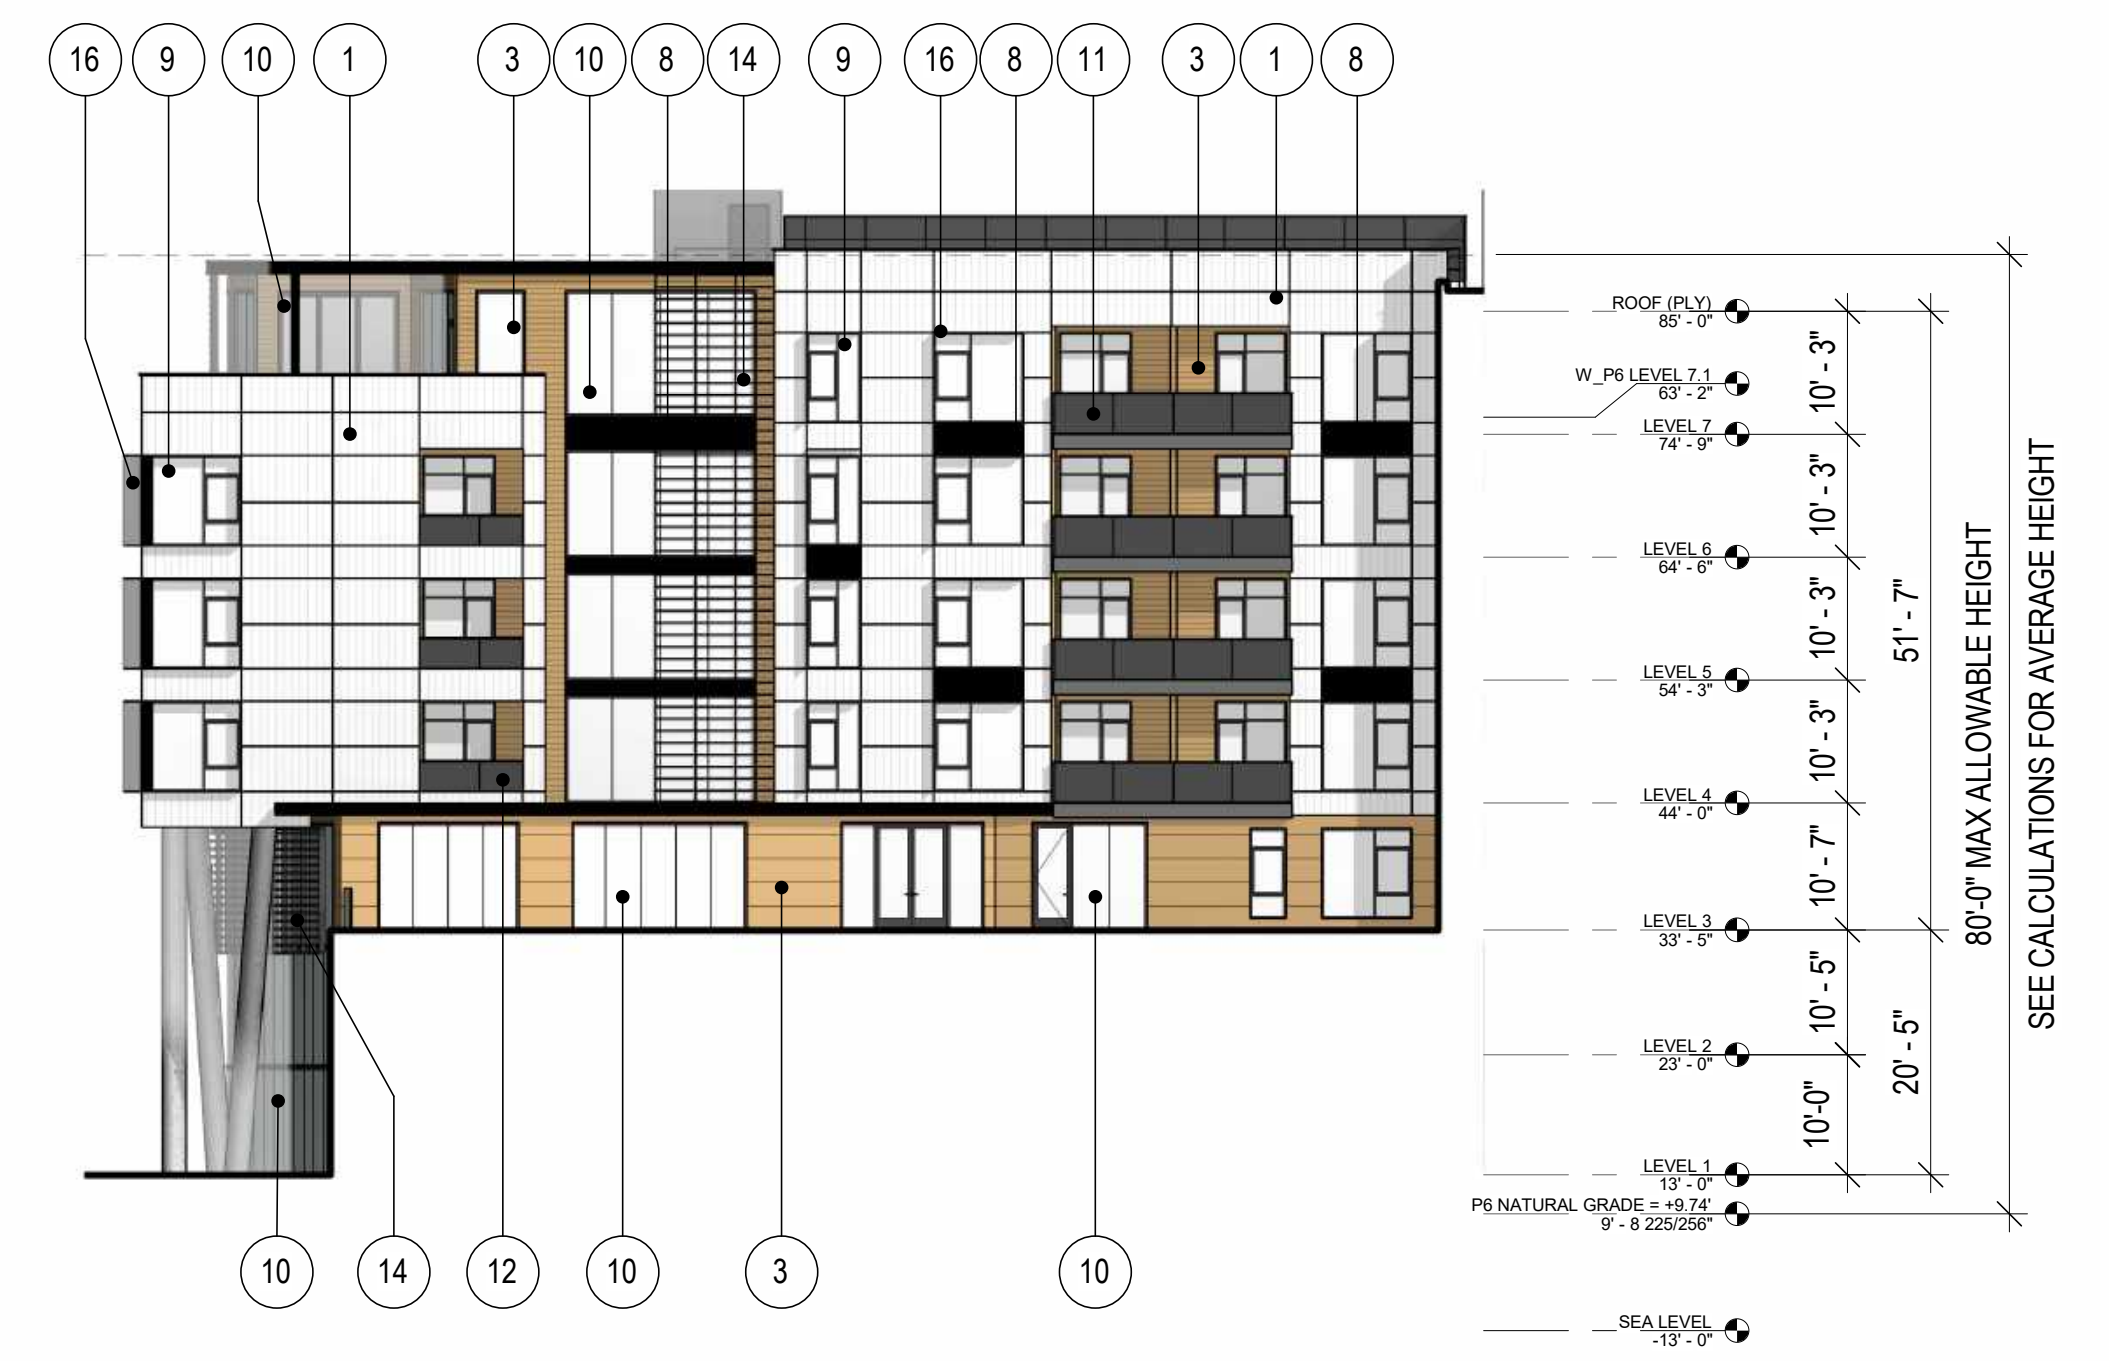 16 9 10 1 3 10 8 14 9 16 8 11 3 1 8
ROOF (PLY)
85' - 0"
10' - 3"
W_P6 LEVEL 7.1
63' - 2"
LEVEL 7
74' - 9"
10' - 3"
LEVEL 6
64' - 6"
10' - 3"
51' - 7"
LEVEL 5
54' - 3"
10' - 3"
LEVEL 4
44' - 0"
10' - 7"
LEVEL 3
33' - 5"
10' - 5"
LEVEL 2
23' - 0"
20' - 5"
10'-0"
LEVEL 1
13' - 0"
P6 NATURAL GRADE = +9.74'
9' - 8 225/256"
80'-0" MAX ALLOWABLE HEIGHT
SEE CALCULATIONS FOR AVERAGE HEIGHT
10 14 12 10 3 10
SEA LEVEL
-13' - 0"